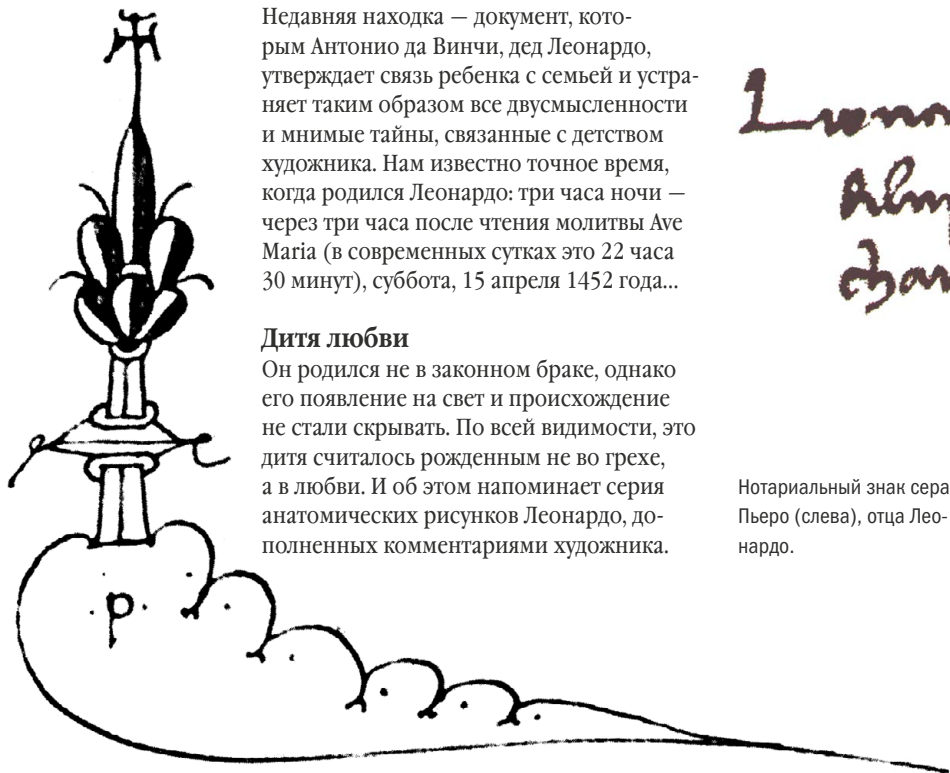 Недавняя находка — документ, кото-
рым Антонио да Винчи, дед Леонардо,
утверждает связь ребенка с семьей и устра-
няет таким образом все двусмысленности
и мнимые тайны, связанные с детством
художника. Нам известно точное время,
когда родился Леонардо: три часа ночи —
через три часа после чтения молитвы Ave
Maria (в современных сутках это 22 часа
30 минут), суббота, 15 апреля 1452 года...
Дитя любви
Он родился не в законном браке, однако
его появление на свет и происхождение
не стали скрывать. По всей видимости, это
дитя считалось рожденным не во грехе,
а в любви. И об этом напоминает серия
анатомических рисунков Леонардо, до-
полненных комментариями художника.
Нотариальный знак сера
Пьеро (слева), отца Лео-
нардо.
р